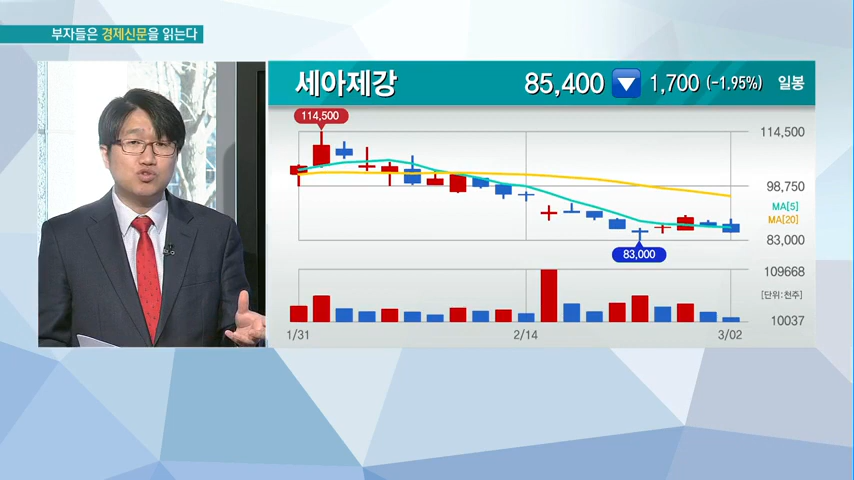 부자들은 경제신문을 읽는다
세아제강 85,400 ▼ 1,700 (-1.95%) 일봉
114,500
114,500
98,750
MA[5]
MA[20]
83,000
83,000
109668
[단위:천주]
10037
1/31 2/14 3/02